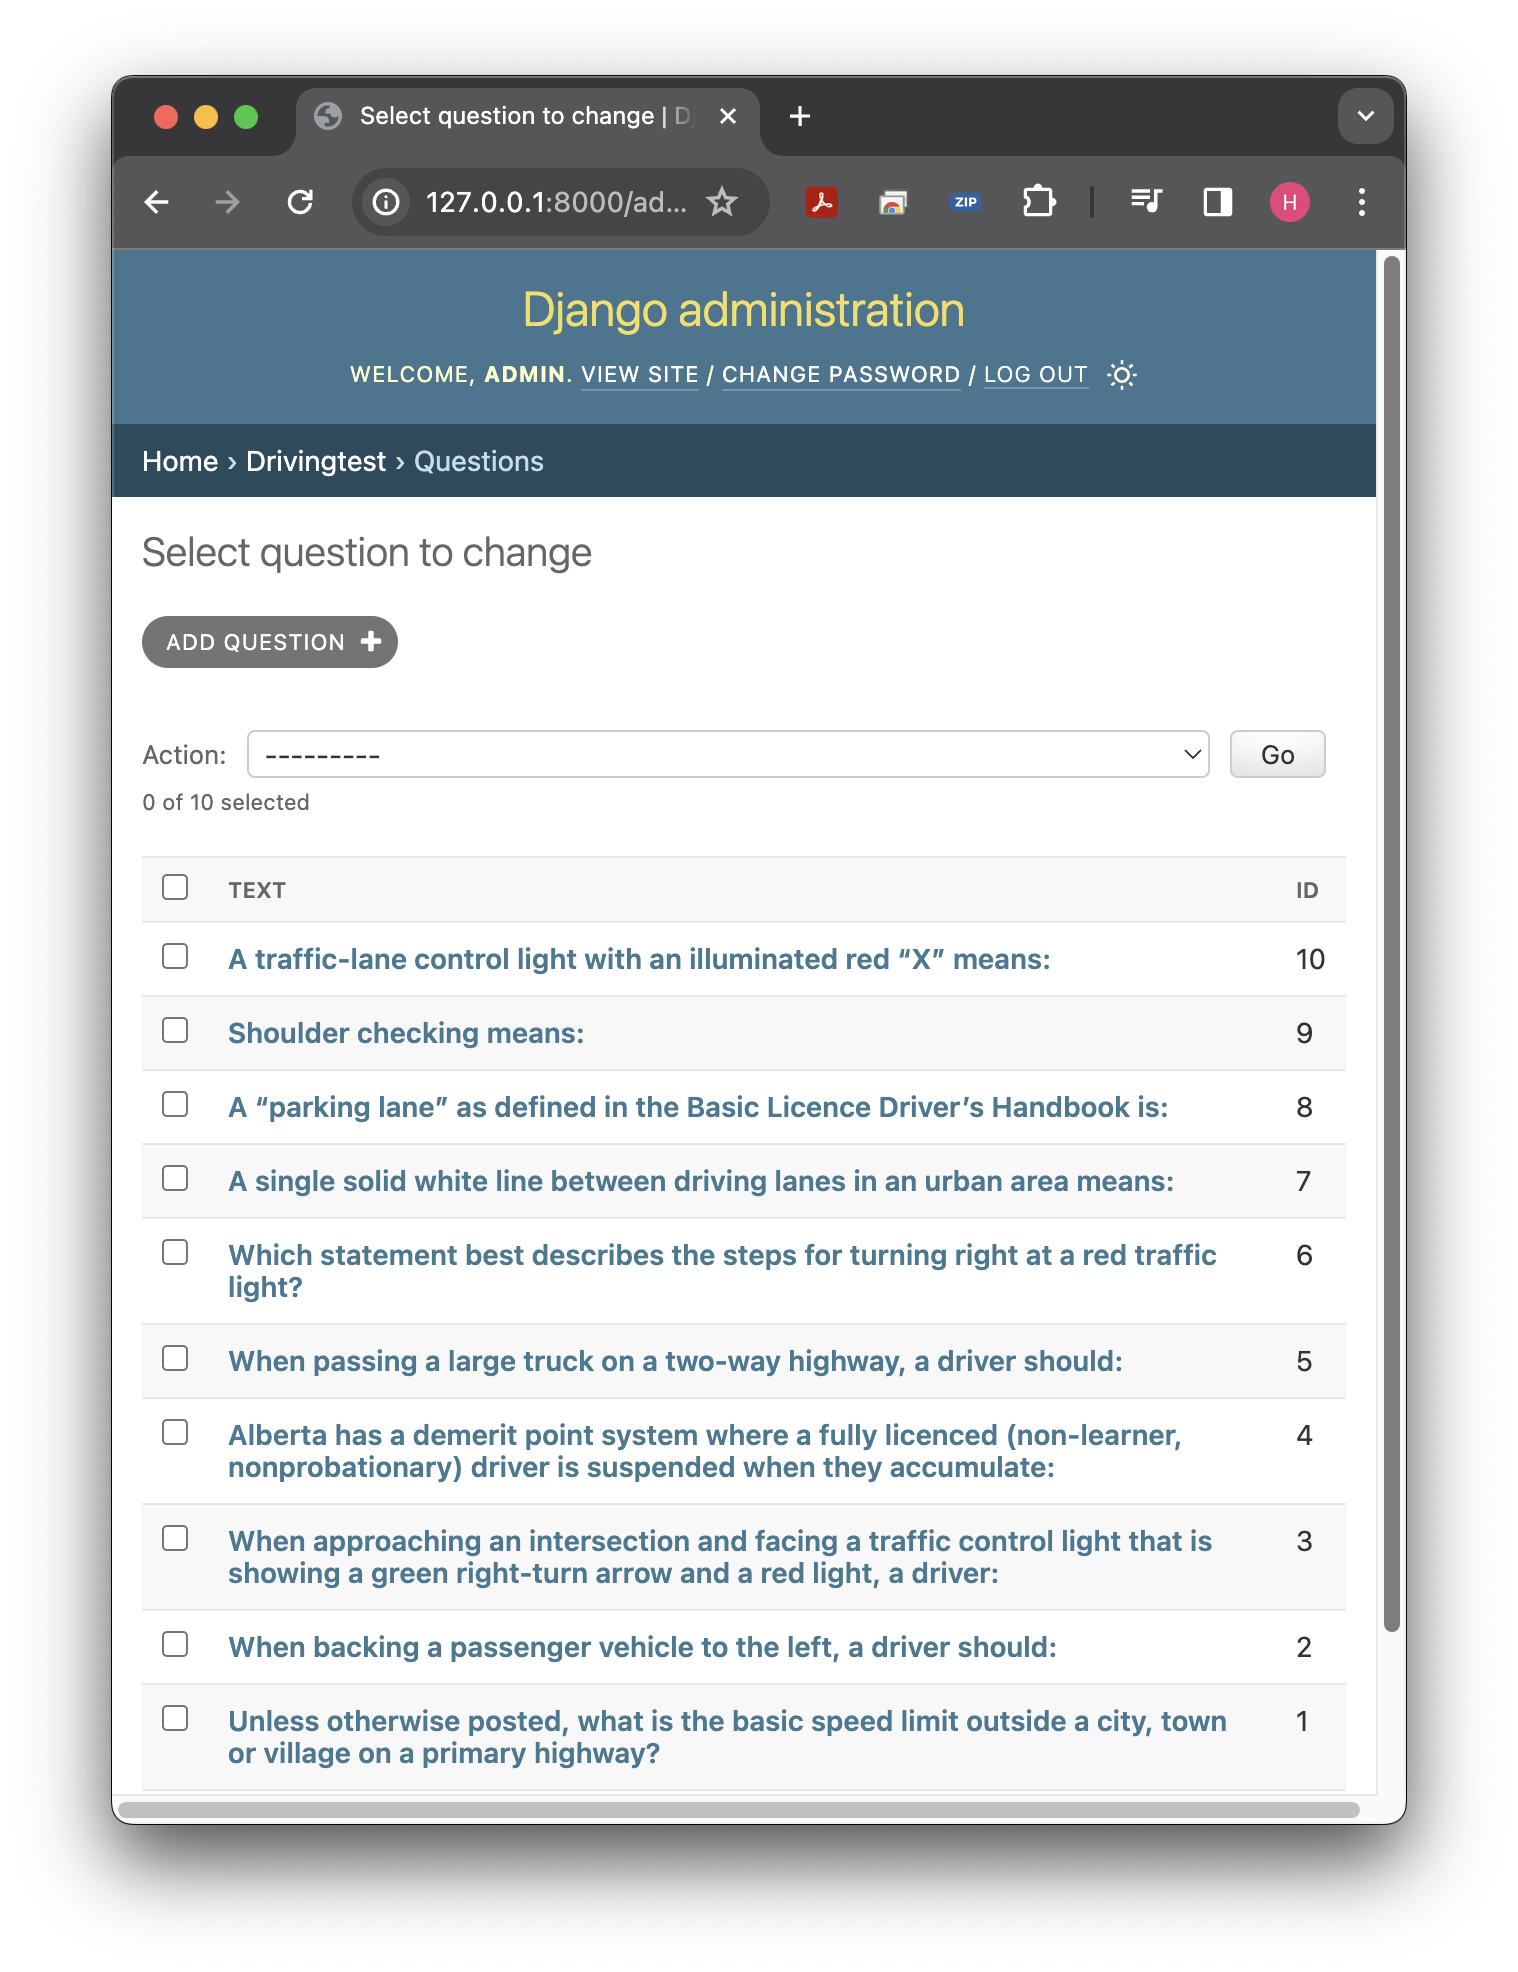 Select question to change | Dj
127.0.0.1:8000/ad...
ZIP
H
Django administration
WELCOME, ADMIN. VIEW SITE / CHANGE PASSWORD / LOG OUT
Home › Drivingtest › Questions
Select question to change
ADD QUESTION +
Action: --------- Go
0 of 10 selected
TEXT ID
A traffic-lane control light with an illuminated red “X” means: 10
Shoulder checking means: 9
A “parking lane” as defined in the Basic Licence Driver’s Handbook is: 8
A single solid white line between driving lanes in an urban area means: 7
Which statement best describes the steps for turning right at a red traffic 6
light?
When passing a large truck on a two-way highway, a driver should: 5
Alberta has a demerit point system where a fully licenced (non-learner, 4
nonprobationary) driver is suspended when they accumulate:
When approaching an intersection and facing a traffic control light that is 3
showing a green right-turn arrow and a red light, a driver:
When backing a passenger vehicle to the left, a driver should: 2
Unless otherwise posted, what is the basic speed limit outside a city, town 1
or village on a primary highway?